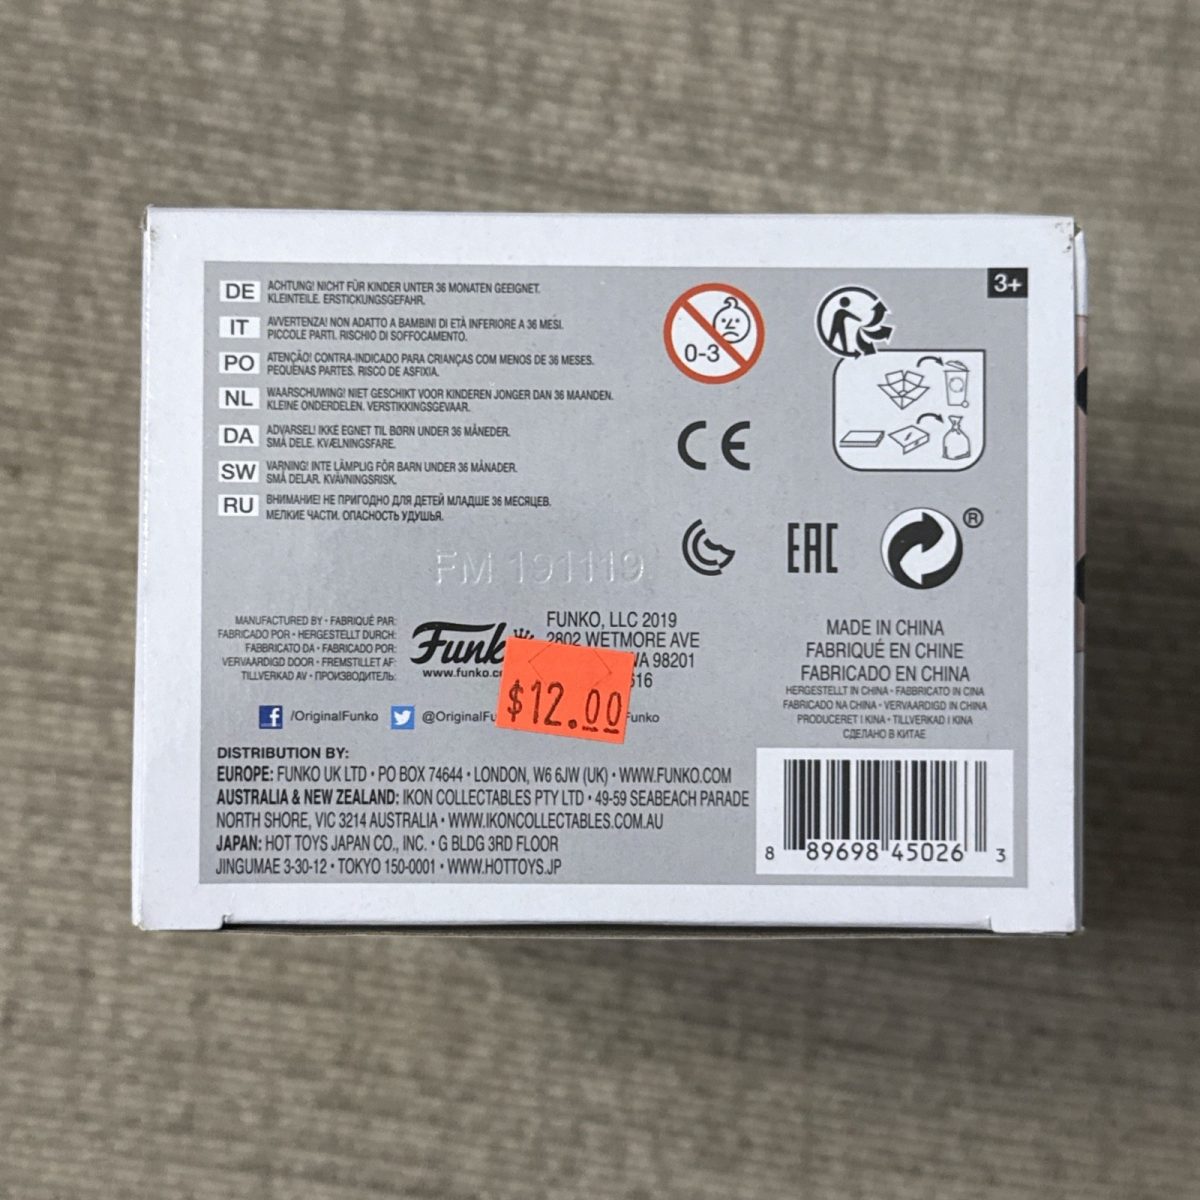 3+
DE ACHTUNG! NICHT FÜR KINDER UNTER 36 MONATEN GEEIGNET.
KLEINTEILE. ERSTICKUNGSGEFAHR.
IT AVVERTENZA! NON ADATTO A BAMBINI DI ETÀ INFERIORE A 36 MESI.
PICCOLE PARTI. RISCHIO DI SOFFOCAMENTO.
PO ATENÇÃO! CONTRA-INDICADO PARA CRIANÇAS COM MENOS DE 36 MESES.
PEQUENAS PARTES. RISCO DE ASFIXIA.
NL WAARSCHUWING! NIET GESCHIKT VOOR KINDEREN JONGER DAN 36 MAANDEN.
KLEINE ONDERDELEN. VERSTIKKINGSGEVAAR.
DA ADVARSEL! IKKE EGNET TIL BØRN UNDER 36 MÅNEDER.
SMÅ DELE. KVÆLNINGSFARE.
SW VARNING! INTE LÄMPLIG FÖR BARN UNDER 36 MÅNADER.
SMÅ DELAR. KVÄVNINGSRISK.
RU ВНИМАНИЕ! НЕ ПРИГОДНО ДЛЯ ДЕТЕЙ МЛАДШЕ 36 МЕСЯЦЕВ.
МЕЛКИЕ ЧАСТИ. ОПАСНОСТЬ УДУШЬЯ.
0-3
CE
EAC
®
FM 191119
MANUFACTURED BY • FABRIQUÉ PAR:
FABRICADO POR • HERGESTELLT DURCH:
FABBRICATO DA • FABRICADO POR:
VERVAARDIGD DOOR • FREMSTILLET AF:
TILLVERKAD AV • ПРОИЗВОДИТЕЛЬ:
Funk
www.funko.c
FUNKO, LLC 2019
2802 WETMORE AVE
WA 98201
616
$12.00
/OriginalFunko @OriginalFu Funko
MADE IN CHINA
FABRIQUÉ EN CHINE
FABRICADO EN CHINA
HERGESTELLT IN CHINA • FABBRICATO IN CINA
FABRICADO NA CHINA • VERVAARDIGD IN CHINA
PRODUCERET I KINA • TILLVERKAD I KINA
СДЕЛАНО В КИТАЕ
DISTRIBUTION BY:
EUROPE: FUNKO UK LTD • PO BOX 74644 • LONDON, W6 6JW (UK) • WWW.FUNKO.COM
AUSTRALIA & NEW ZEALAND: IKON COLLECTABLES PTY LTD • 49-59 SEABEACH PARADE
NORTH SHORE, VIC 3214 AUSTRALIA • WWW.IKONCOLLECTABLES.COM.AU
JAPAN: HOT TOYS JAPAN CO., INC. • G BLDG 3RD FLOOR
JINGUMAE 3-30-12 • TOKYO 150-0001 • WWW.HOTTOYS.JP
8 89698 45026 3